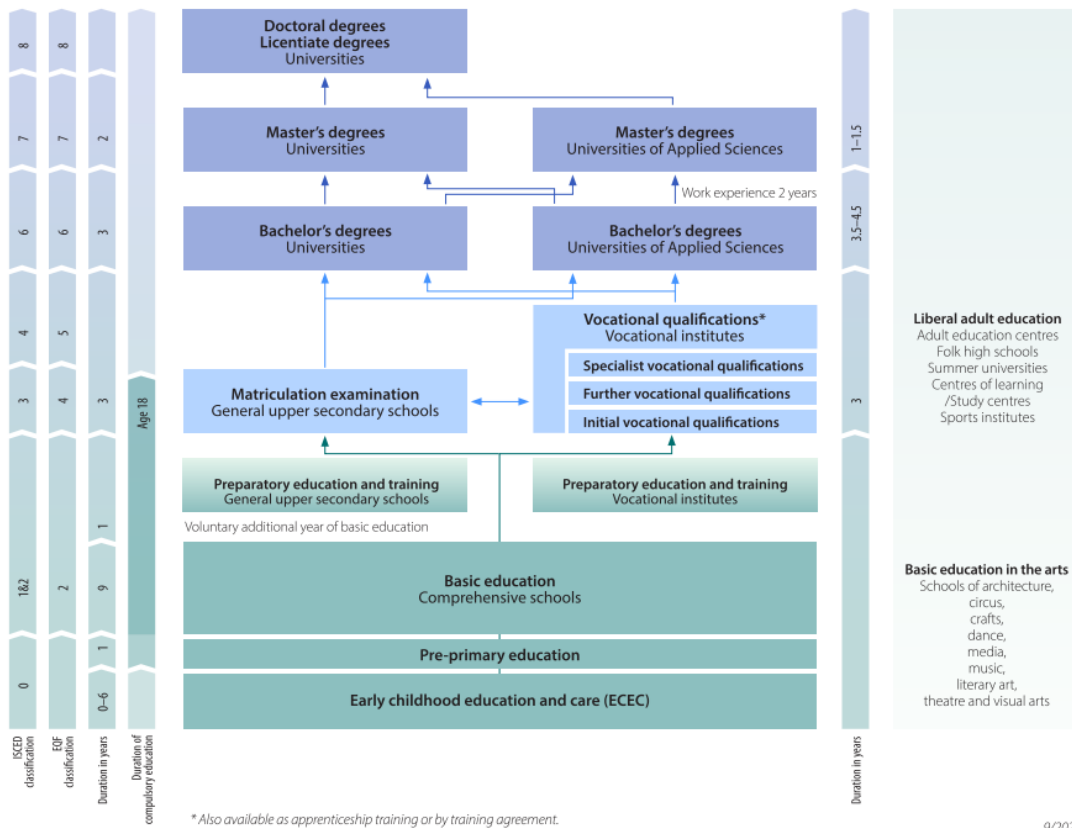 Doctoral degrees
Licentiate degrees
Universities
Master's degrees
Universities
Master's degrees
Universities of Applied Sciences
Work experience 2 years
Bachelor's degrees
Universities
Bachelor's degrees
Universities of Applied Sciences
Vocational qualifications*
Vocational institutes
Specialist vocational qualifications
Further vocational qualifications
Initial vocational qualifications
Matriculation examination
General upper secondary schools
Preparatory education and training
General upper secondary schools
Preparatory education and training
Vocational institutes
Voluntary additional year of basic education
Basic education
Comprehensive schools
Pre-primary education
Early childhood education and care (ECEC)
8
7
6
4
3
1&2
0
ISCED
classification
8
7
6
5
4
2
EQF
classification
2
3
3
1
9
1
0–6
Duration in years
Age 18
Duration of
compulsory education
1–1.5
3.5–4.5
3
Duration in years
Liberal adult education
Adult education centres
Folk high schools
Summer universities
Centres of learning
/Study centres
Sports institutes
Basic education in the arts
Schools of architecture,
circus,
crafts,
dance,
media,
music,
literary art,
theatre and visual arts
* Also available as apprenticeship training or by training agreement.